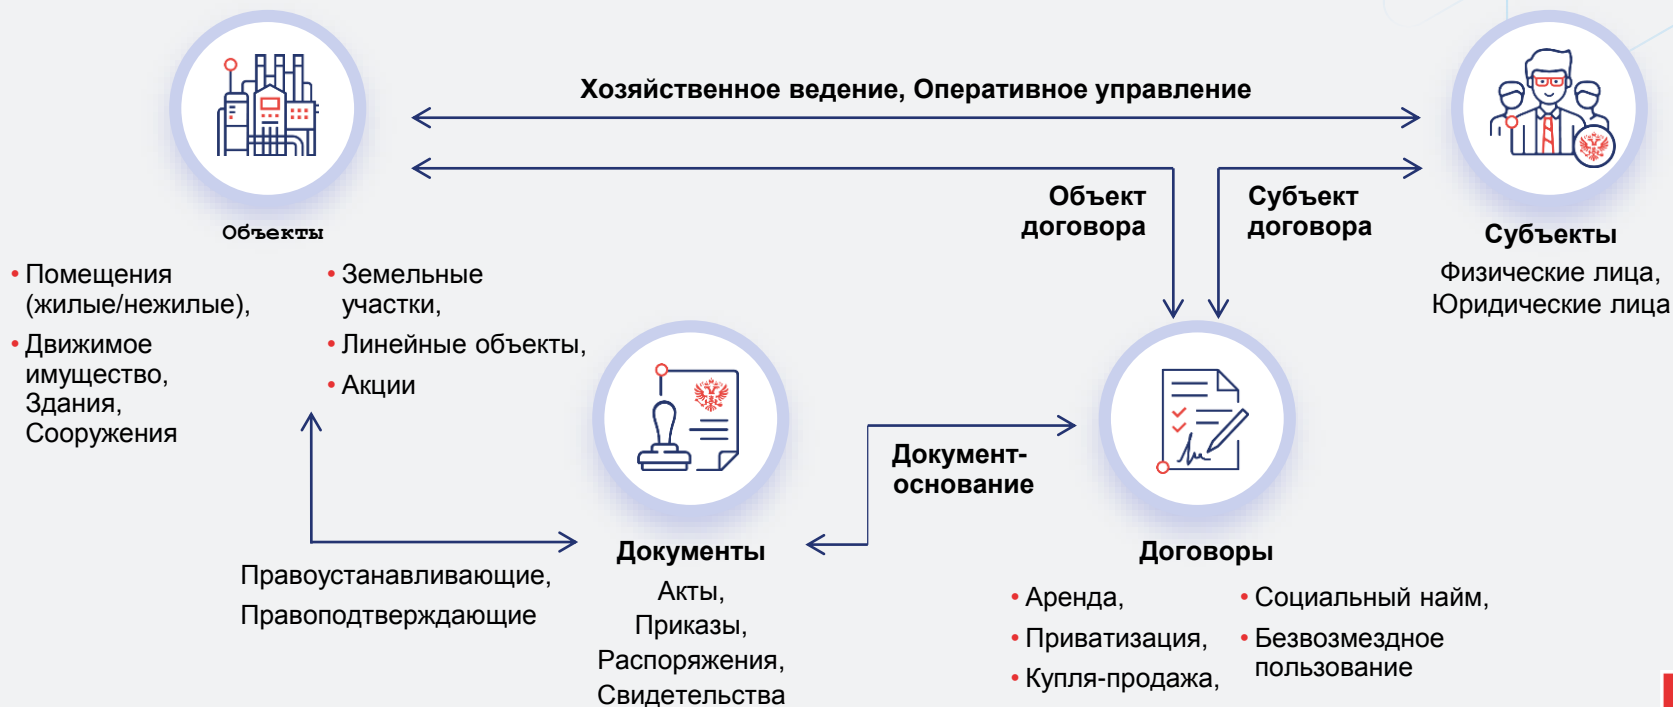 Хозяйственное ведение, Оперативное управление
Объект
договора
Субъект
договора
Объекты
• Помещения
(жилые/нежилые),
• Движимое
имущество,
Здания,
Сооружения
• Земельные
участки,
• Линейные объекты,
• Акции
Субъекты
Физические лица,
Юридические лица
Документ-
основание
Правоустанавливающие,
Правоподтверждающие
Документы
Акты,
Приказы,
Распоряжения,
Свидетельства
Договоры
• Аренда,
• Приватизация,
• Купля-продажа,
• Социальный найм,
• Безвозмездное
пользование